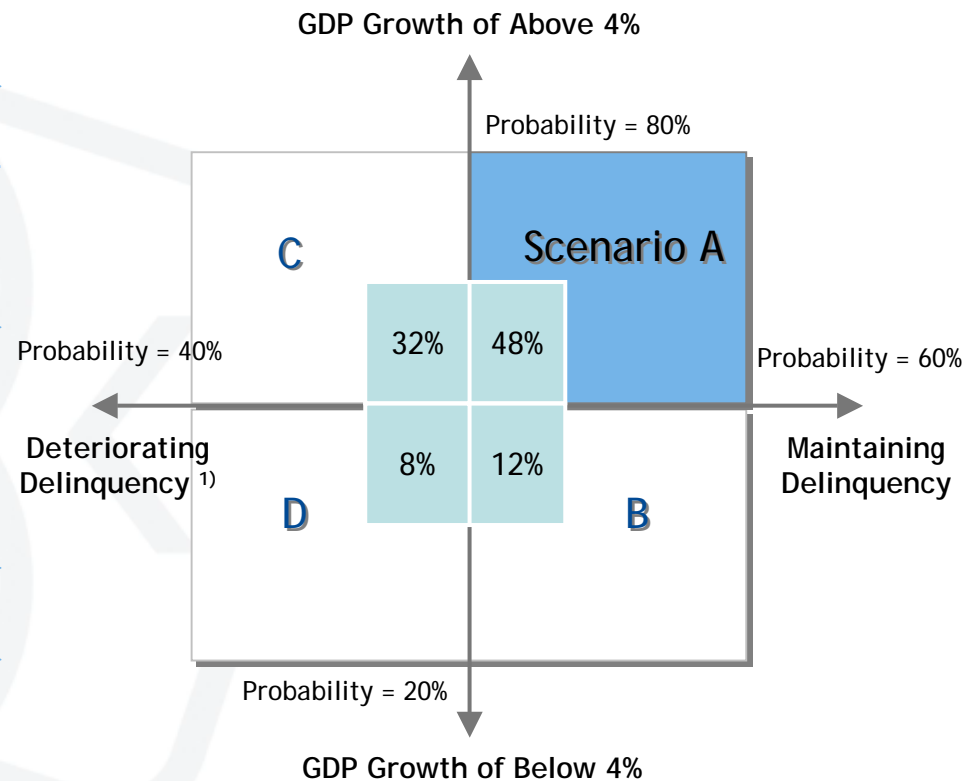 GDP Growth of Above 4%
Probability = 80%
C
Scenario A
32%
48%
Probability = 40%
Probability = 60%
Deteriorating
Delinquency 1)
Maintaining
Delinquency
8%
12%
D
B
Probability = 20%
GDP Growth of Below 4%